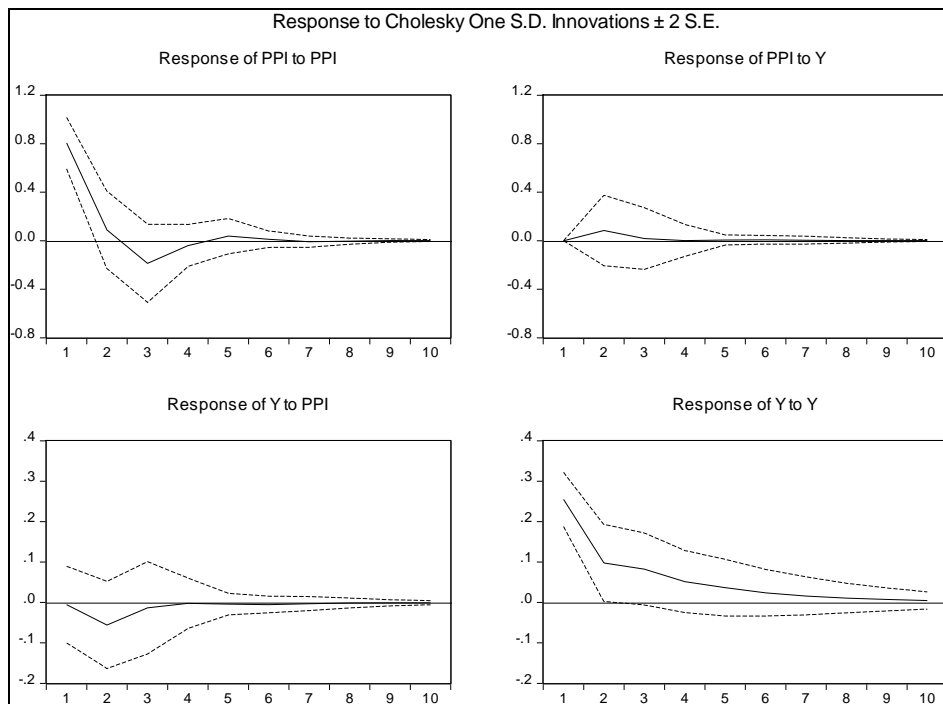 Response to Cholesky One S.D. Innovations ± 2 S.E.
Response of PPI to PPI
1.2
0.8
0.4
0.0
-0.4
-0.8
1 2 3 4 5 6 7 8 9 10
Response of PPI to Y
1.2
0.8
0.4
0.0
-0.4
-0.8
1 2 3 4 5 6 7 8 9 10
Response of Y to PPI
.4
.3
.2
.1
.0
-.1
-.2
1 2 3 4 5 6 7 8 9 10
Response of Y to Y
.4
.3
.2
.1
.0
-.1
-.2
1 2 3 4 5 6 7 8 9 10